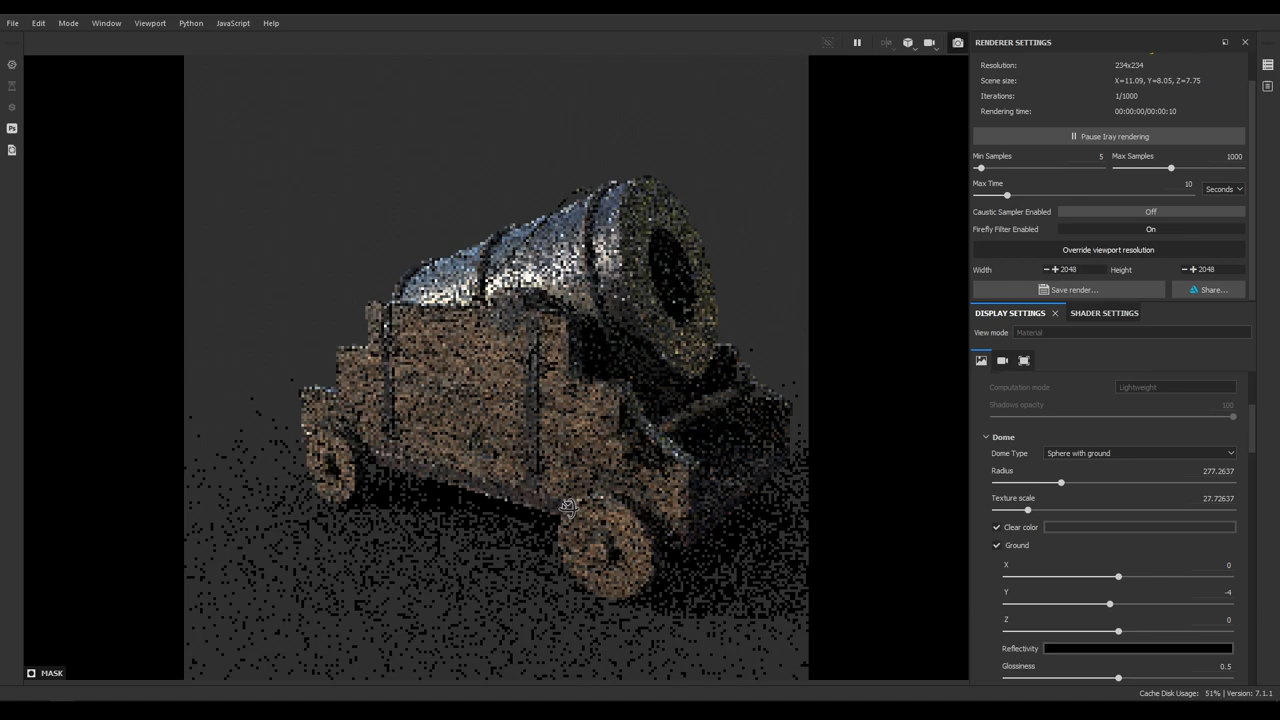 File Edit Mode Window Viewport Python JavaScript Help
RENDERER SETTINGS
Resolution: 234x234
Scene size: X=11.09, Y=8.05, Z=7.75
Iterations: 1/1000
Rendering time: 00:00:00/00:00:10
Pause Iray rendering
Min Samples 5 Max Samples 1000
Max Time 10 Seconds
Caustic Sampler Enabled Off
Firefly Filter Enabled On
Override viewport resolution
Width 2048 Height 2048
Save render... Share...
DISPLAY SETTINGS SHADER SETTINGS
View mode Material
Computation mode Lightweight
Shadows opacity 100
Dome
Dome Type Sphere with ground
Radius 277.2637
Texture scale 27.72637
Clear color
Ground
X 0
Y -4
Z 0
Reflectivity
Glossiness 0.5
Ps
MASK
Cache Disk Usage: 51% | Version: 7.1.1